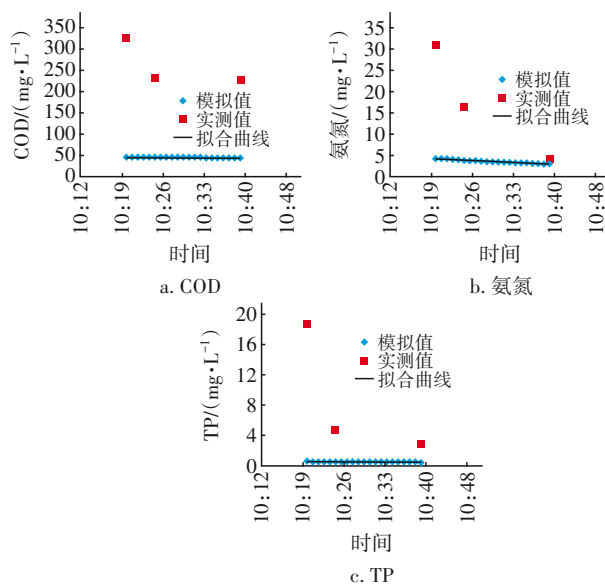 COD/(mg·L⁻¹)
350
300
250
200
150
100
50
0
模拟值
实测值
拟合曲线
10:12
10:19
10:26
10:33
10:40
10:48
时间
a. COD
氨氮/(mg·L⁻¹)
35
30
25
20
15
10
5
0
模拟值
实测值
拟合曲线
10:12
10:19
10:26
10:33
10:40
10:48
时间
b. 氨氮
TP/(mg·L⁻¹)
20
16
12
8
4
0
模拟值
实测值
拟合曲线
10:12
10:19
10:26
10:33
10:40
10:48
时间
c. TP